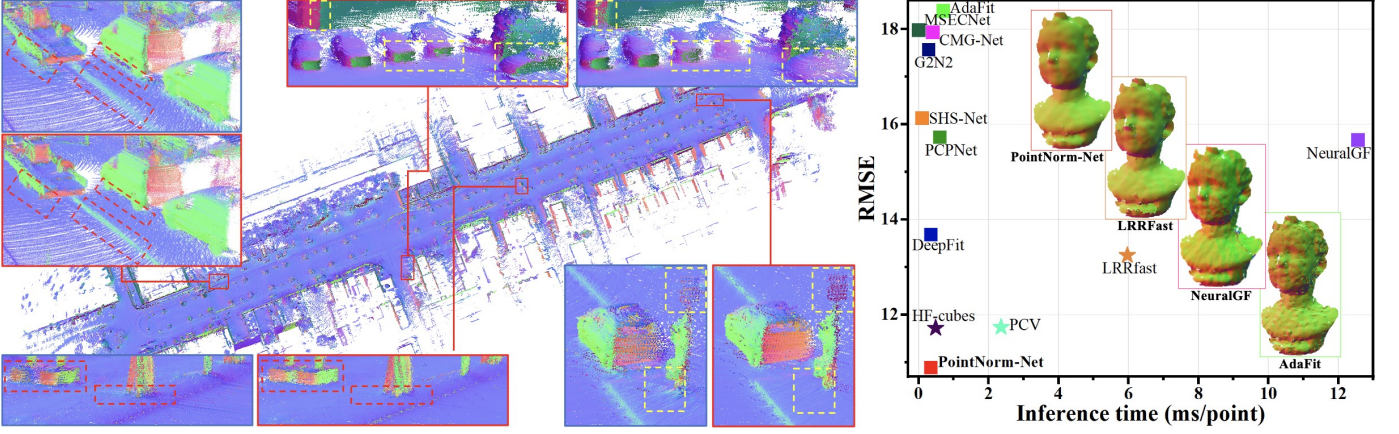 18
16
14
12
RMSE
AdaFit
MSECNet
CMG-Net
G2N2
SHS-Net
PCPNet
NeuralGF
DeepFit
LRRfast
HF-cubes
PCV
PointNorm-Net
PointNorm-Net
LRRFast
NeuralGF
AdaFit
0 2 4 6 8 10 12
Inference time (ms/point)